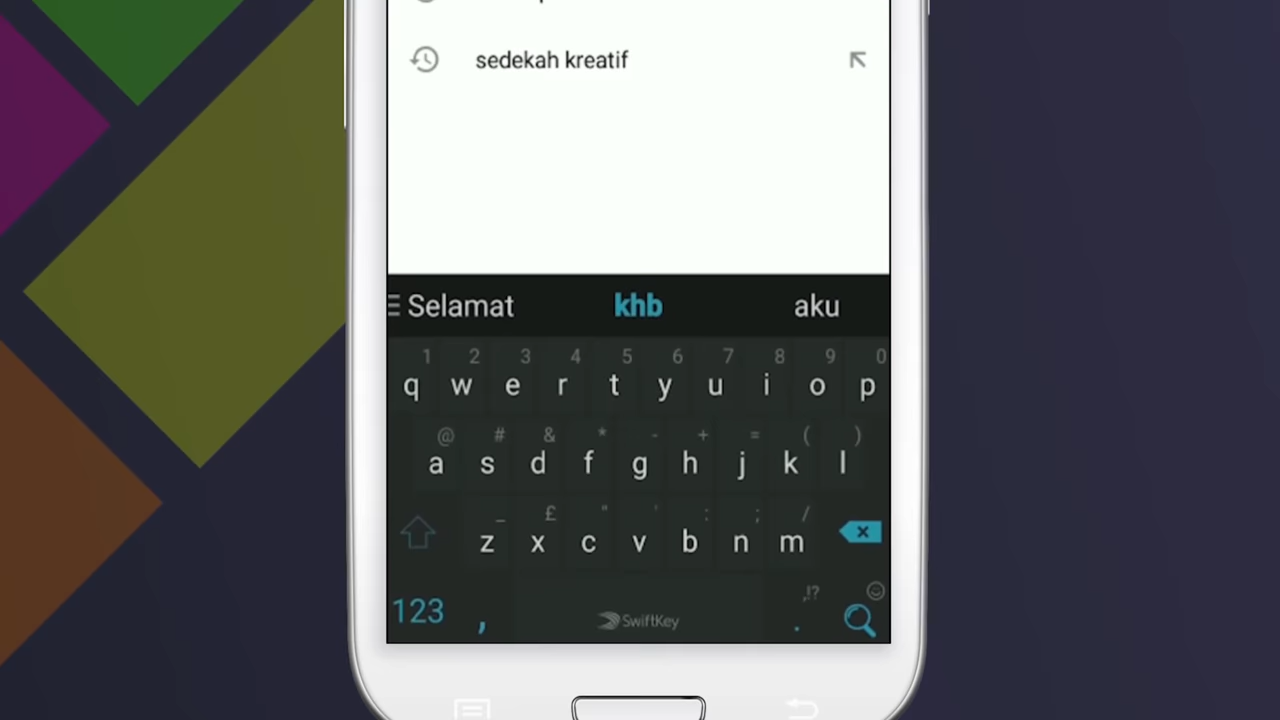 sedekah kreatif
Selamat khb aku
1 2 3 4 5 6 7 8 9 0
q w e r t y u i o p
@ # & * - + = ( )
a s d f g h j k l
_ £ " ' : ; /
z x c v b n m
,!?
123 , SwiftKey .